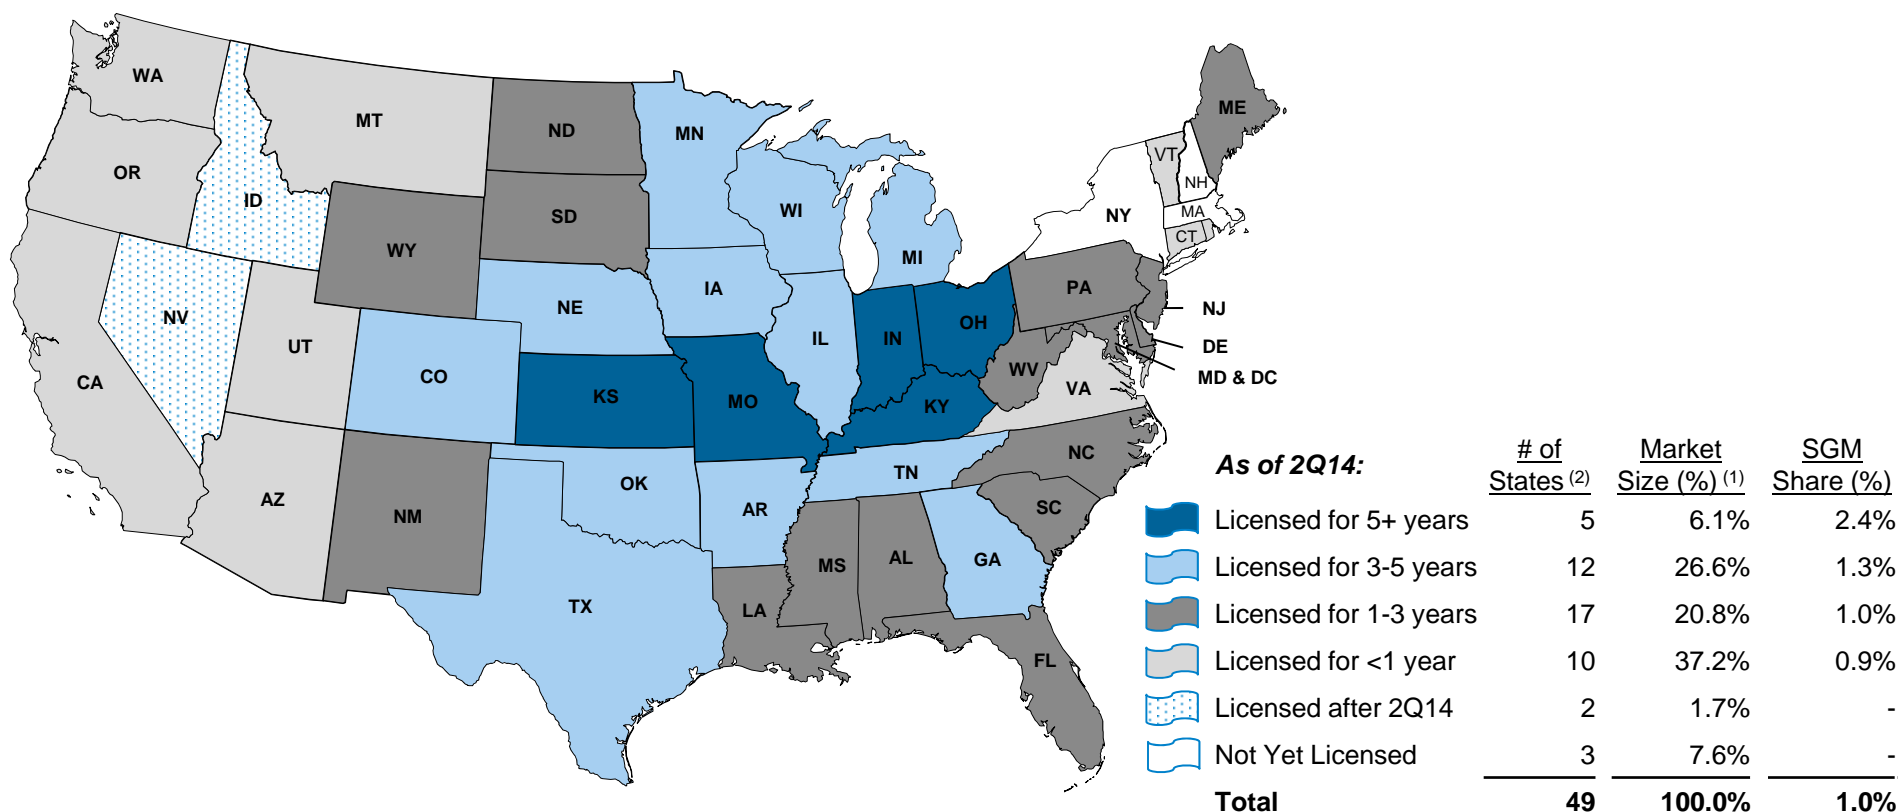 WA
MT
ND
MN
ME
OR
ID
SD
WI
VT
NH
NY
MA
CT
WY
MI
NV
NE
IA
PA
NJ
UT
CO
IL
IN
OH
DE
CA
KS
MO
KY
WV
VA
MD & DC
AZ
NM
OK
AR
TN
NC
SC
TX
LA
MS
AL
GA
FL
As of 2Q14: # of States (2) Market Size (%) (1) SGM Share (%)
Licensed for 5+ years 5 6.1% 2.4%
Licensed for 3-5 years 12 26.6% 1.3%
Licensed for 1-3 years 17 20.8% 1.0%
Licensed for <1 year 10 37.2% 0.9%
Licensed after 2Q14 2 1.7% -
Not Yet Licensed 3 7.6% -
Total 49 100.0% 1.0%